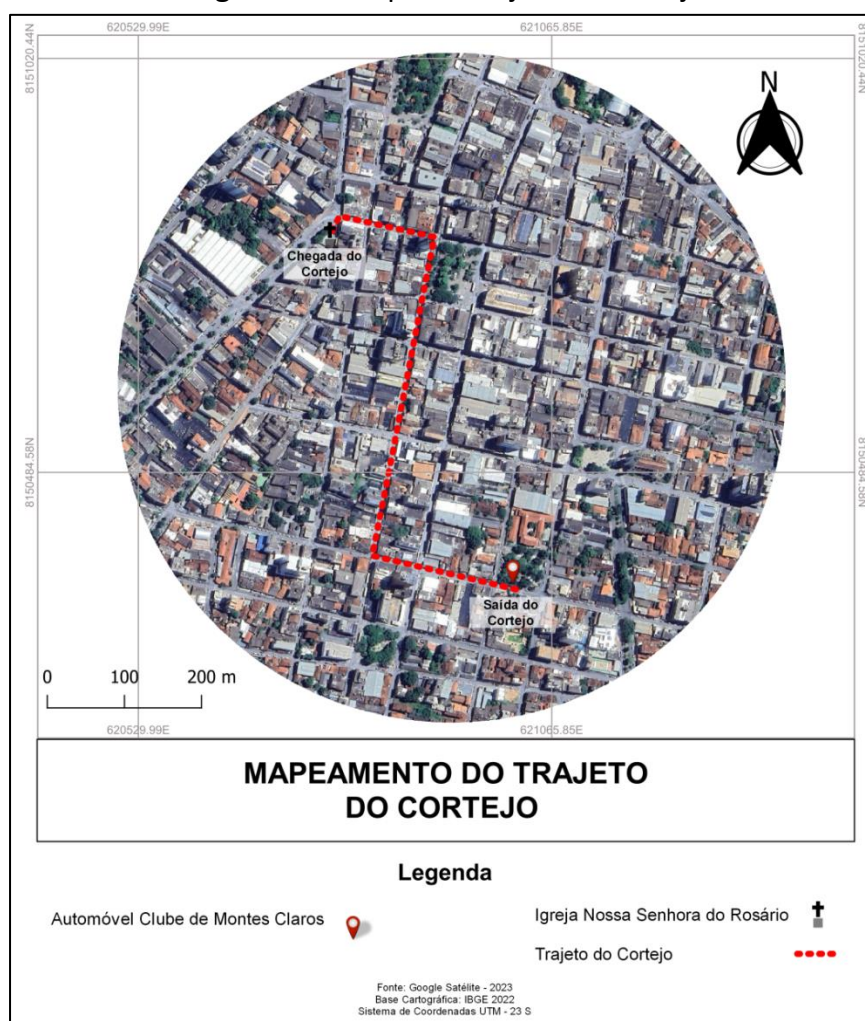 620529.99E 621065.85E
8151020.44N 8151020.44N
N
Chegada do
Cortejo
8150484.58N 8150484.58N
Saída do
Cortejo
0 100 200 m
620529.99E 621065.85E
MAPEAMENTO DO TRAJETO
DO CORTEJO
Legenda
Automóvel Clube de Montes Claros
Igreja Nossa Senhora do Rosário
Trajeto do Cortejo
Fonte: Google Satélite - 2023
Base Cartográfica: IBGE 2022
Sistema de Coordenadas UTM - 23 S